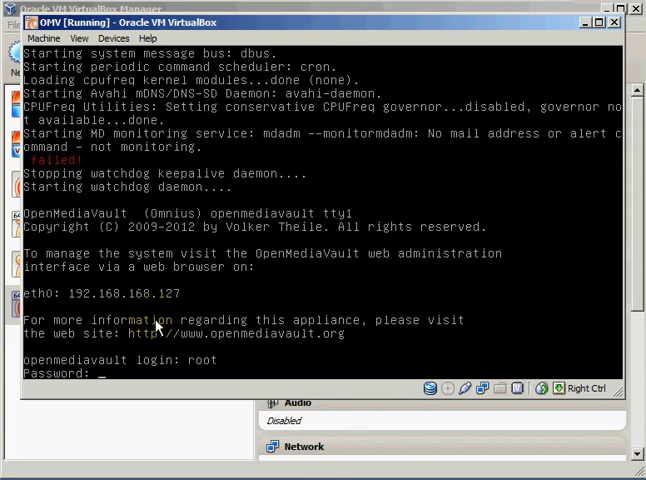 Oracle VM VirtualBox Manager
OMV [Running] - Oracle VM VirtualBox
Machine View Devices Help
Starting system message bus: dbus.
Starting periodic command scheduler: cron.
Loading cpufreq kernel modules...done (none).
Starting Avahi mDNS/DNS-SD Daemon: avahi-daemon.
CPUFreq Utilities: Setting conservative CPUFreq governor...disabled, governor no
t available...done.
Starting MD monitoring service: mdadm --monitormdadm: No mail address or alert c
ommand - not monitoring.
failed!
Stopping watchdog keepalive daemon....
Starting watchdog daemon....
OpenMediaVault (Omnius) openmediavault tty1
Copyright (C) 2009-2012 by Volker Theile. All rights reserved.
To manage the system visit the OpenMediaVault web administration
interface via a web browser on:
eth0: 192.168.168.127
For more information regarding this appliance, please visit
the web site: http://www.openmediavault.org
openmediavault login: root
Password: _
Right Ctrl
Audio
Disabled
Network